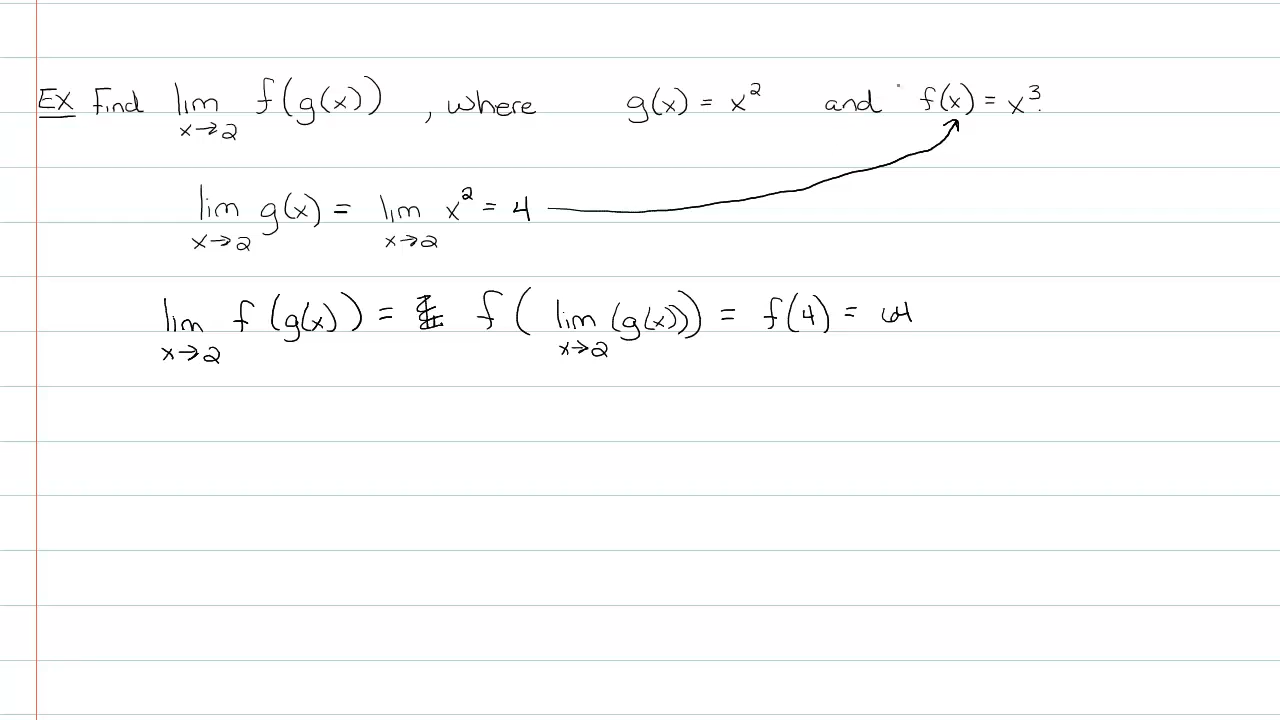 EX Find lim x→2 f(g(x)) , where g(x) = x² and f(x) = x³.
lim x→2 g(x) = lim x→2 x² = 4
lim x→2 f(g(x)) = f( lim x→2 (g(x))) = f(4) = 64